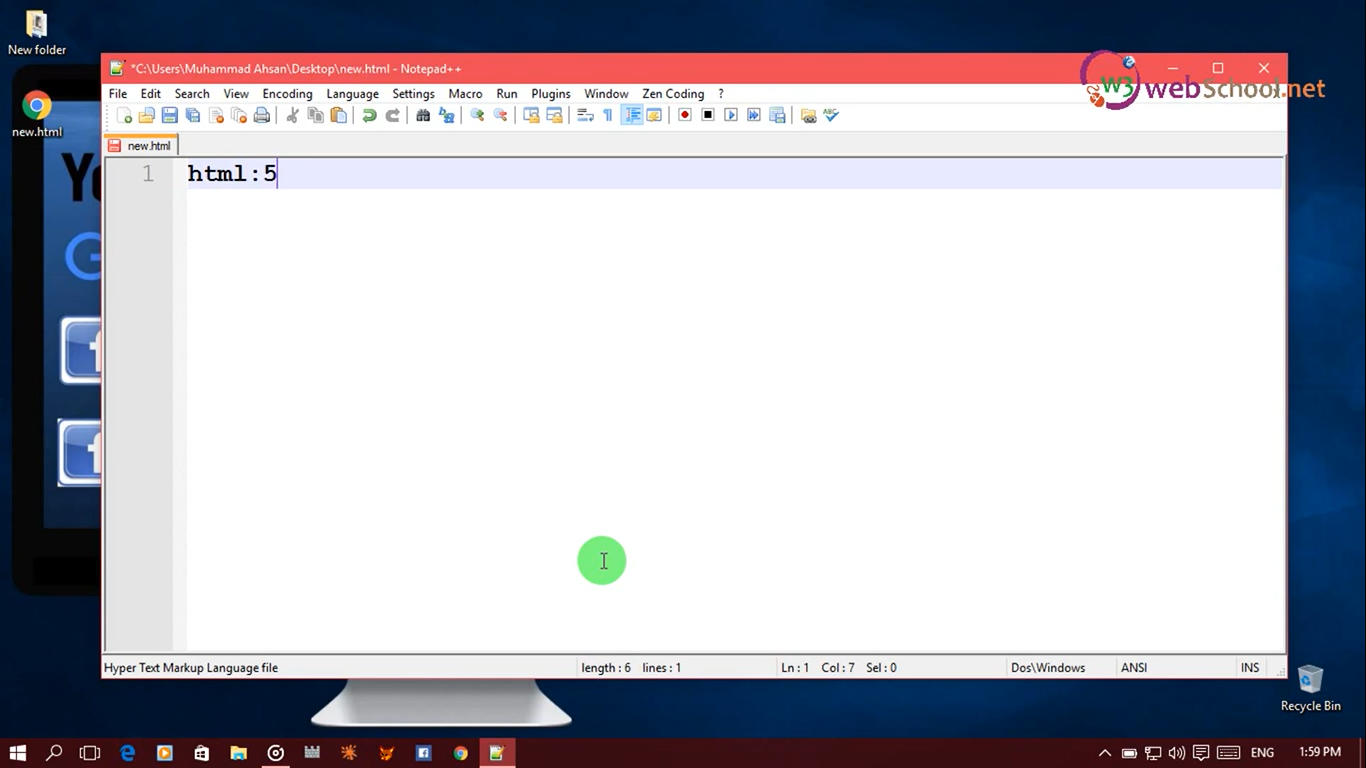 New folder
*C:\Users\Muhammad Ahsan\Desktop\new.html - Notepad++
W3 webSchool.net
File Edit Search View Encoding Language Settings Macro Run Plugins Window Zen Coding ?
new.html
new.html
1 html:5
Hyper Text Markup Language file length : 6 lines : 1 Ln : 1 Col : 7 Sel : 0 Dos\Windows ANSI INS
Recycle Bin
ENG 1:59 PM